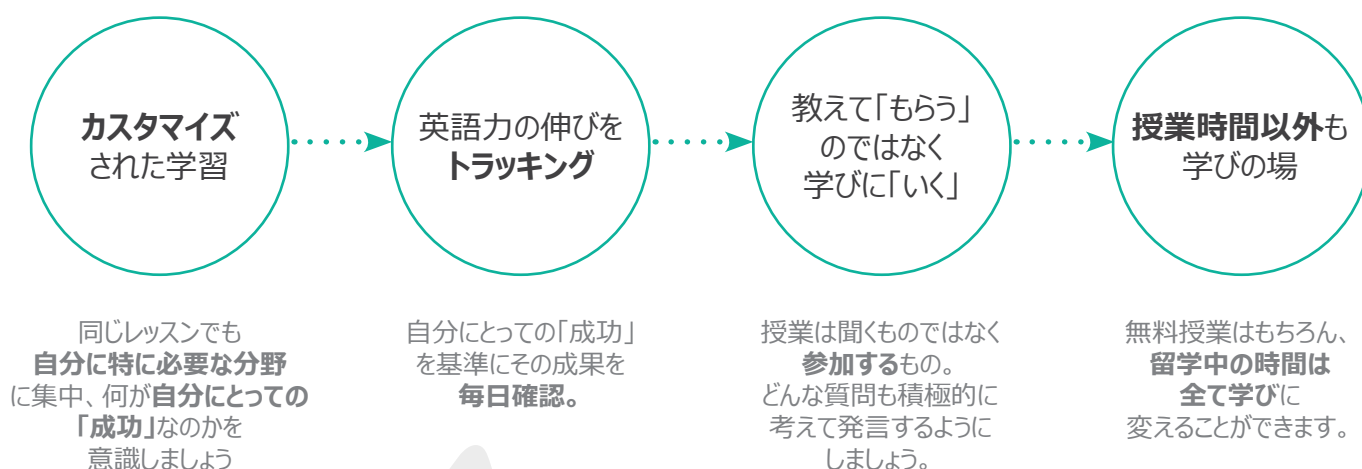 カスタマイズ
された学習
英語力の伸びを
トラッキング
教えて「もらう」
のではなく
学びに「いく」
授業時間以外も
学びの場
同じレッスンでも
自分に特に必要な分野
に集中、何が自分にとっての
「成功」なのかを
意識しましょう
自分にとっての「成功」
を基準にその成果を
毎日確認。
授業は聞くものではなく
参加するもの。
どんな質問も積極的に
考えて発言するように
しましょう。
無料授業はもちろん、
留学中の時間は
全て学びに
変えることができます。